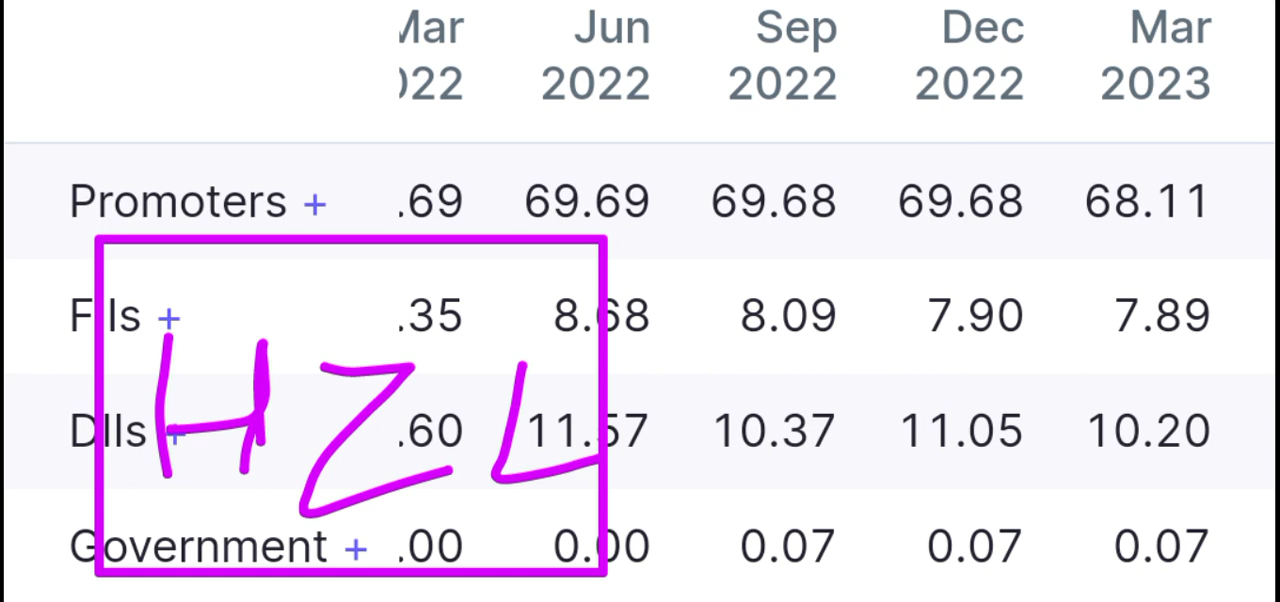 Mar Jun Sep Dec Mar
022 2022 2022 2022 2023
Promoters + .69 69.69 69.68 69.68 68.11
FIIs + .35 8.68 8.09 7.90 7.89
DIIs + .60 11.57 10.37 11.05 10.20
Government + .00 0.00 0.07 0.07 0.07
HZL